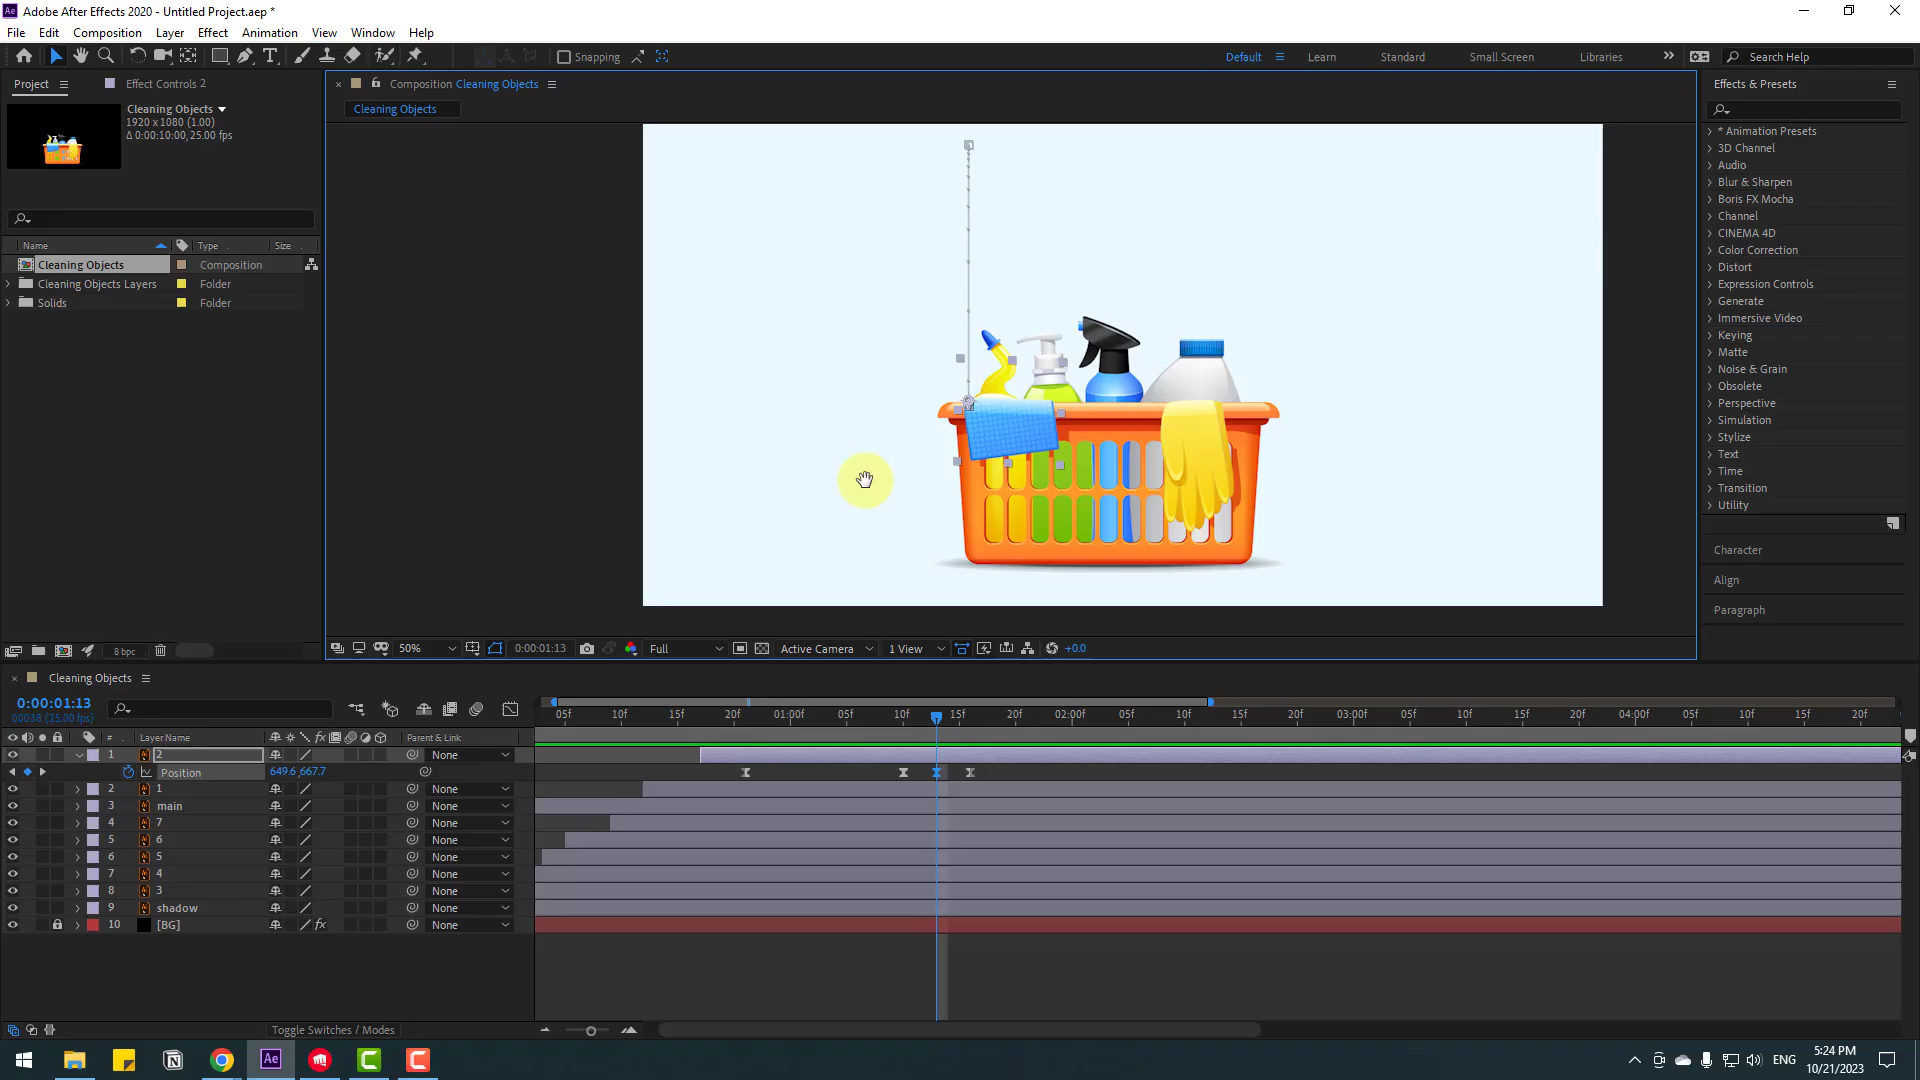 Adobe After Effects 2020 - Untitled Project.aep *
File Edit Composition Layer Effect Animation View Window Help
Snapping Default Learn Standard Small Screen Libraries Search Help
Project Effect Controls 2
Composition Cleaning Objects
Effects & Presets
Cleaning Objects
1920 x 1080 (1.00)
Δ 0:00:10:00, 25.00 fps
Cleaning Objects
Name Type Size
Cleaning Objects Composition
Cleaning Objects Layers Folder
Solids Folder
* Animation Presets
3D Channel
Audio
Blur & Sharpen
Boris FX Mocha
Channel
CINEMA 4D
Color Correction
Distort
Expression Controls
Generate
Immersive Video
Keying
Matte
Noise & Grain
Obsolete
Perspective
Simulation
Stylize
Text
Time
Transition
Utility
Character
Align
Paragraph
8 bpc
50% 0:00:01:13 Full Active Camera 1 View +0.0
Cleaning Objects
0:00:01:13
00038 (25.00 fps)
05f 10f 15f 20f 01:00f 05f 10f 15f 20f 02:00f 05f 10f 15f 20f 03:00f 05f 10f 15f 20f 04:00f 05f 10f 15f 20f
# Layer Name fx Parent & Link
1 2 None
Position 649.6,667.7
2 1 None
3 main None
4 7 None
5 6 None
6 5 None
7 4 None
8 3 None
9 shadow None
10 [BG] fx None
Toggle Switches / Modes
Ae
ENG
5:24 PM
10/21/2023